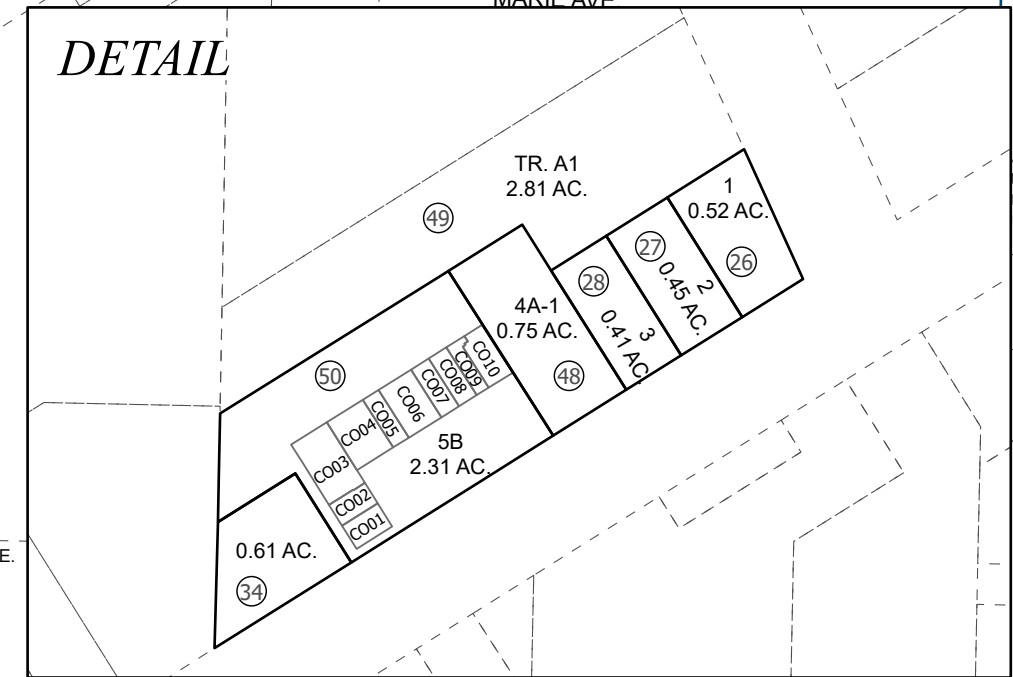 MARIE AVE
DETAIL
TR. A1
2.81 AC.
49
1
0.52 AC.
26
27
2
0.45 AC.
28
3
0.41 AC.
4A-1
0.75 AC.
48
50
CO10
CO09
CO08
CO07
CO06
CO05
CO04
CO03
CO02
CO01
5B
2.31 AC.
0.61 AC.
34
E.